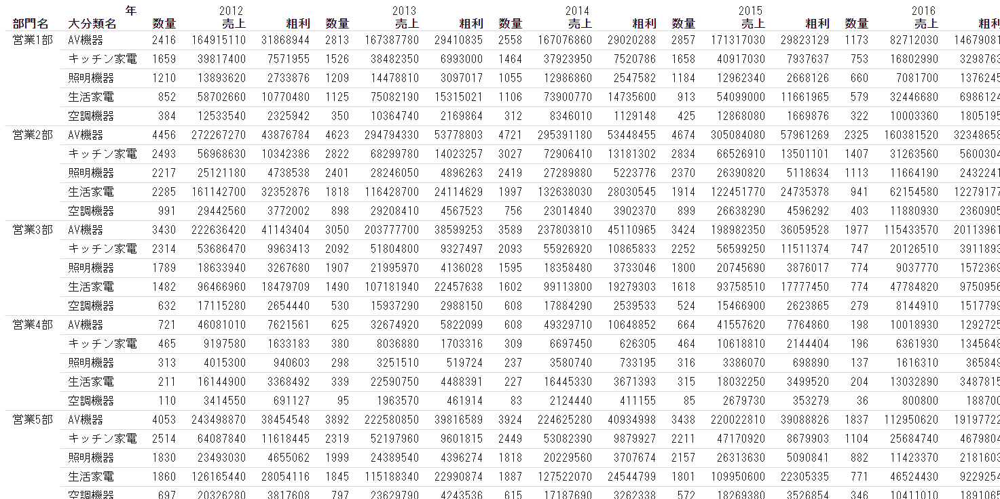 年 2012 2013 2014 2015 2016
部門名 大分類名 数量 売上 粗利 数量 売上 粗利 数量 売上 粗利 数量 売上 粗利 数量 売上 粗利
営業1部 AV機器 2416 164915110 31868944 2813 167387780 29410835 2558 167076860 29020288 2857 171317030 29823129 1173 82712030 14679081
キッチン家電 1659 39817400 7571955 1526 38482350 6993000 1464 37923950 7520786 1658 40917030 7937637 753 16802990 3298763
照明機器 1210 13893620 2733876 1209 14478810 3097017 1055 12986860 2547582 1184 12962340 2668126 660 7081700 1376245
生活家電 852 58702660 10770480 1125 75082190 15315021 1106 73900770 14735600 913 54099000 11661965 579 32446680 6986124
空調機器 384 12533540 2325942 350 10364740 2169864 312 8346010 1129148 425 12868080 1669876 322 10003360 1805195
営業2部 AV機器 4456 272267270 43876784 4623 294794330 53778803 4721 295391180 53448455 4674 305084080 57961269 2325 160381520 32348658
キッチン家電 2493 56968630 10342386 2822 68299780 14023257 3027 72906410 13181302 2834 66526910 13501101 1407 31263560 5600304
照明機器 2217 25121180 4738538 2401 28246050 4896263 2419 27289880 5223776 2370 26390820 5118634 1113 11664190 2432241
生活家電 2285 161142700 32352876 1818 116428700 24114629 1997 132638030 28030545 1914 122451770 24735378 941 62154580 12279177
空調機器 991 29442560 3772002 898 29208410 4567523 756 23014840 3902370 899 26638290 4596292 403 11880930 2360905
営業3部 AV機器 3430 222636420 41143404 3050 203777700 38599253 3589 237803810 45110965 3424 198982350 36059528 1977 115433570 20113961
キッチン家電 2314 53686470 9963413 2092 51804800 9327497 2093 55926920 10865833 2252 56599250 11511374 747 20126510 3911893
照明機器 1789 18633940 3267680 1907 21995970 4136028 1595 18358480 3733046 1800 20745690 3876017 774 9037770 1572369
生活家電 1482 96466960 18479709 1490 107181940 22457638 1602 99113800 19279303 1618 93758510 17777450 774 47784820 9750956
空調機器 632 17115280 2654440 530 15937290 2988150 608 17884290 2539533 524 15466900 2623865 279 8144910 1517799
営業4部 AV機器 721 46081010 7621561 625 32674920 5822099 608 49329710 10648852 664 41557620 7764860 198 10018930 1292725
キッチン家電 465 9197580 1633183 380 8036880 1703316 309 6697450 626305 464 10618810 2144404 196 6361930 1345648
照明機器 313 4015300 940603 298 3251510 519724 237 3580740 733195 316 3386070 698890 137 1616310 365849
生活家電 211 16144900 3368492 339 22590750 4488391 227 16445330 3671393 315 18032250 3499520 204 13032890 3487815
空調機器 110 3414550 691127 95 1963570 461914 83 2124440 411155 85 2679730 353279 36 800800 188700
営業5部 AV機器 4053 243498870 38454548 3892 222580850 39816589 3924 224625280 40934998 3438 220022810 39088826 1837 112950620 19197722
キッチン家電 2514 64087840 11618445 2319 52197960 9601815 2449 53082390 9879927 2211 47170920 8679903 1104 25684740 4679804
照明機器 1830 23493030 4655062 1999 24389540 4396274 1818 20229560 3707674 2157 26313630 5090841 882 11423370 2181603
生活家電 1860 126165440 28054116 1845 115188340 22990874 1887 127522070 24544799 1801 109950600 22305335 771 46524430 9229254
空調機器 697 20326280 3817608 797 23629790 4243536 615 17187690 3262338 572 18269380 3526854 346 10411010 1891065